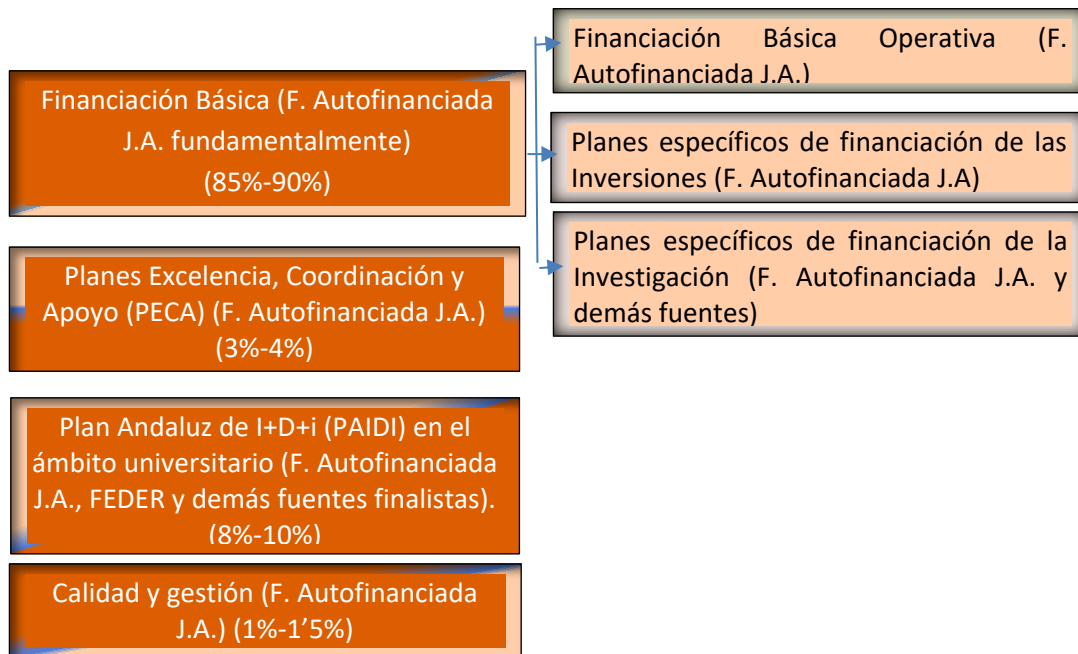 Financiación Básica (F. Autofinanciada
J.A. fundamentalmente)
(85%-90%)
Financiación Básica Operativa (F.
Autofinanciada J.A.)
Planes específicos de financiación de las
Inversiones (F. Autofinanciada J.A)
Planes específicos de financiación de la
Investigación (F. Autofinanciada J.A. y
demás fuentes)
Planes Excelencia, Coordinación y
Apoyo (PECA) (F. Autofinanciada J.A.)
(3%-4%)
Plan Andaluz de I+D+i (PAIDI) en el
ámbito universitario (F. Autofinanciada
J.A., FEDER y demás fuentes finalistas).
(8%-10%)
Calidad y gestión (F. Autofinanciada
J.A.) (1%-1’5%)